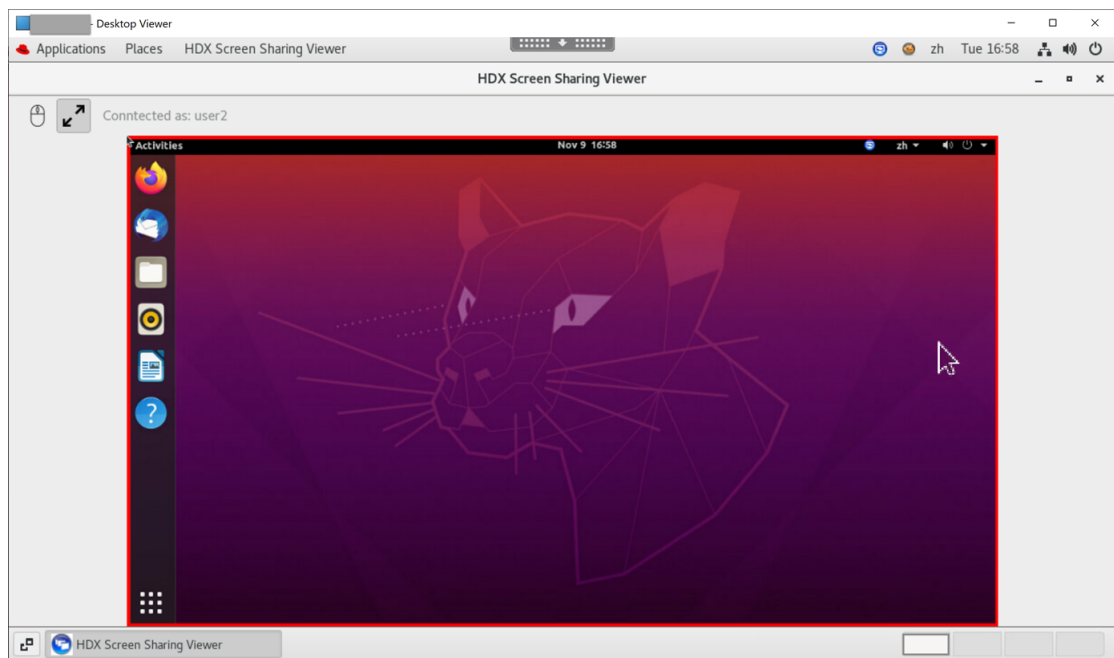 - Desktop Viewer
Applications Places HDX Screen Sharing Viewer zh Tue 16:58
HDX Screen Sharing Viewer
Conntected as: user2
Activities Nov 9 16:58 zh
?
HDX Screen Sharing Viewer